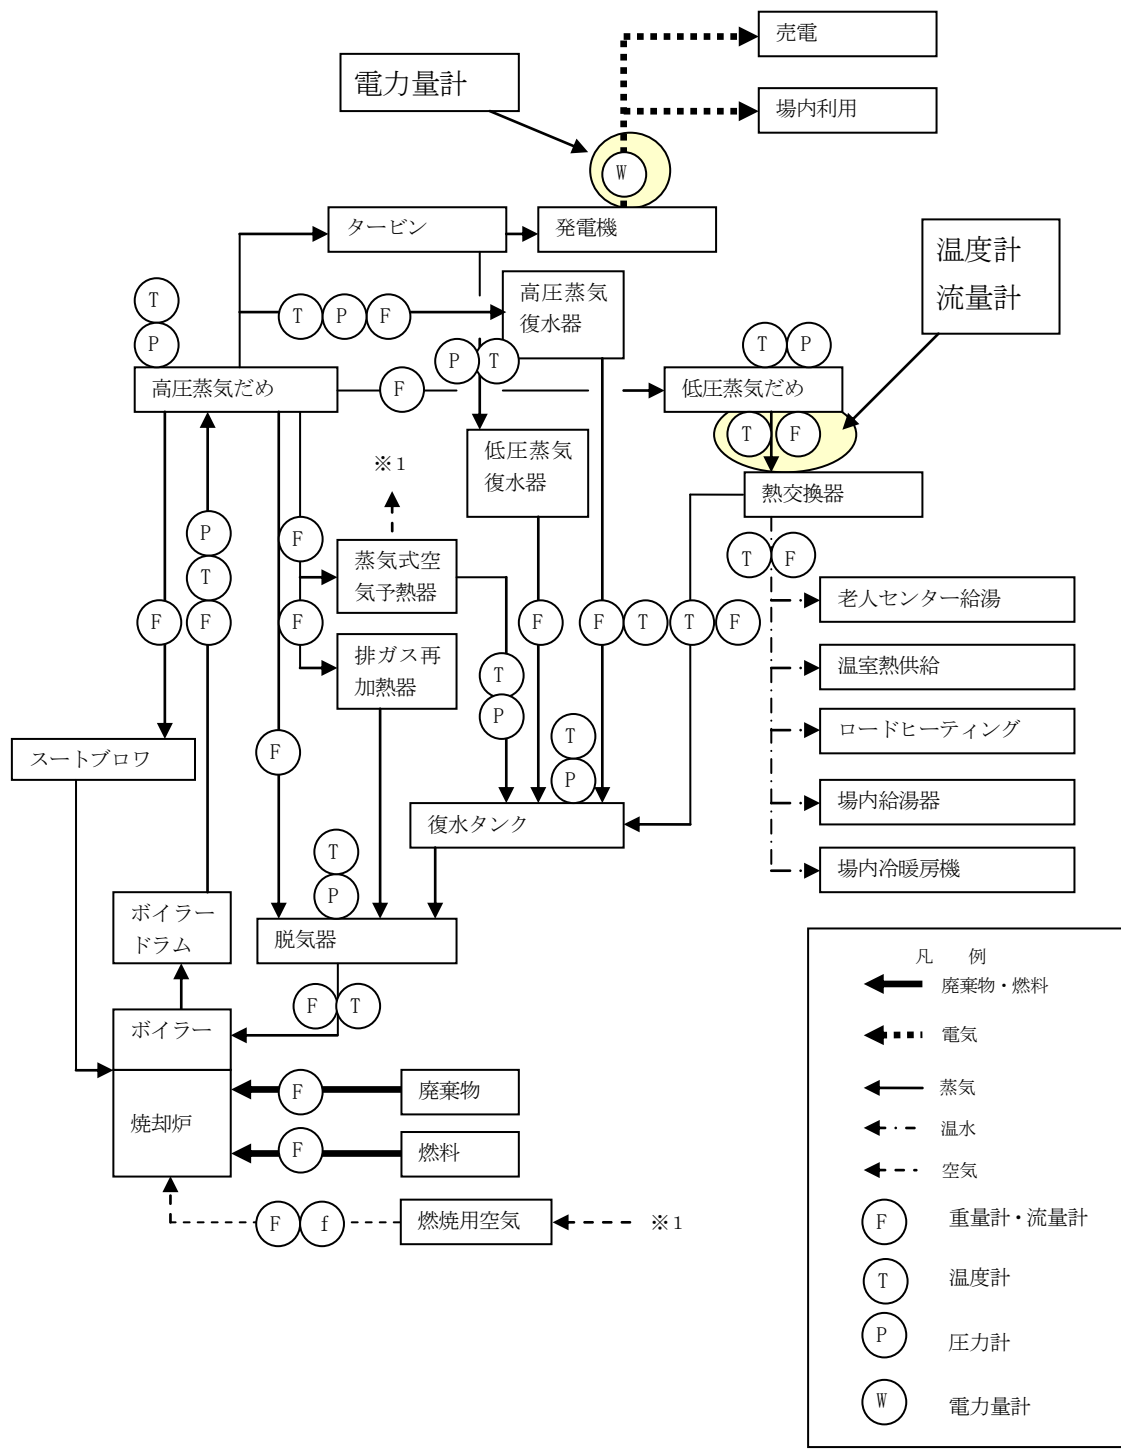 売電
電力量計
場内利用
W
タービン
発電機
温度計
流量計
高圧蒸気
復水器
T
P
T
P
F
T
P
P
T
高圧蒸気だめ
F
低圧蒸気だめ
T
F
低圧蒸気
復水器
※1
熱交換器
P
T
F
F
F
F
蒸気式空
気予熱器
T
F
老人センター給湯
F
F
T
T
F
排ガス再
加熱器
温室熱供給
T
P
ロードヒーティング
スートブロワ
F
T
P
場内給湯器
復水タンク
T
P
場内冷暖房機
ボイラー
ドラム
脱気器
F
T
ボイラー
焼却炉
F
廃棄物
F
燃料
F
f
燃焼用空気
※1
凡 例
廃棄物・燃料
電気
蒸気
温水
空気
F
重量計・流量計
T
温度計
P
圧力計
W
電力量計